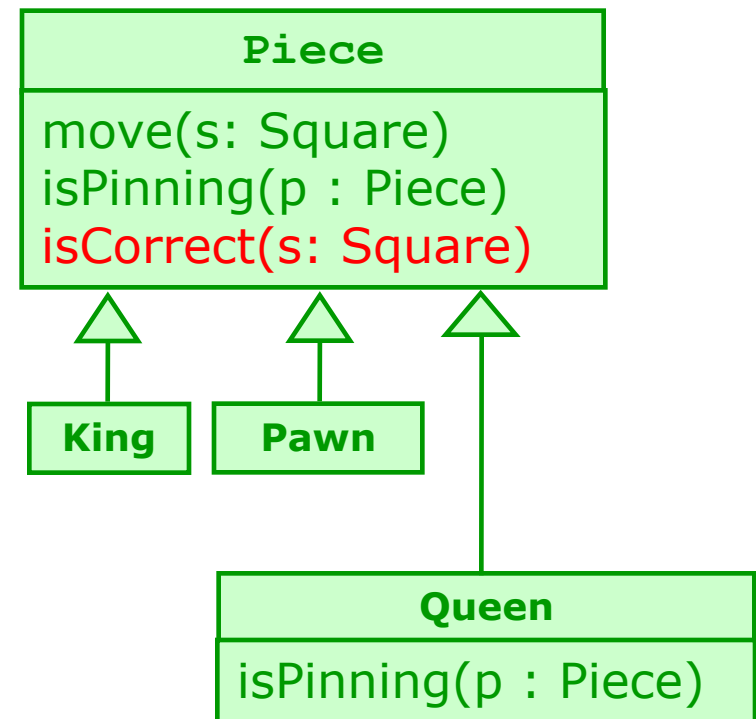 Piece
move(s: Square)
isPinning(p : Piece)
isCorrect(s: Square)
King
Pawn
Queen
isPinning(p : Piece)